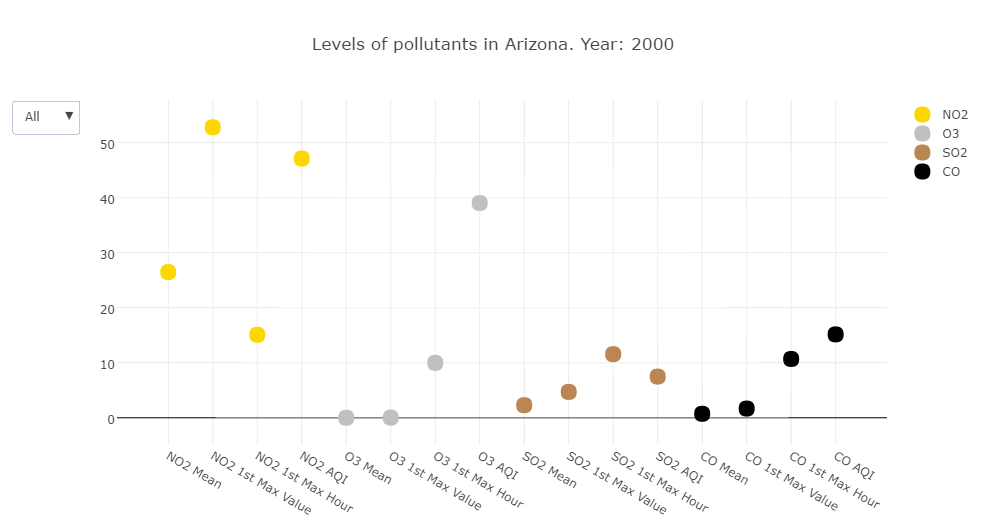 Levels of pollutants in Arizona. Year: 2000
All ▼
NO2
O3
SO2
CO
50
40
30
20
10
0
NO2 Mean
NO2 1st Max Value
NO2 1st Max Hour
NO2 AQI
O3 Mean
O3 1st Max Value
O3 1st Max Hour
O3 AQI
SO2 Mean
SO2 1st Max Value
SO2 1st Max Hour
SO2 AQI
CO Mean
CO 1st Max Value
CO 1st Max Hour
CO AQI